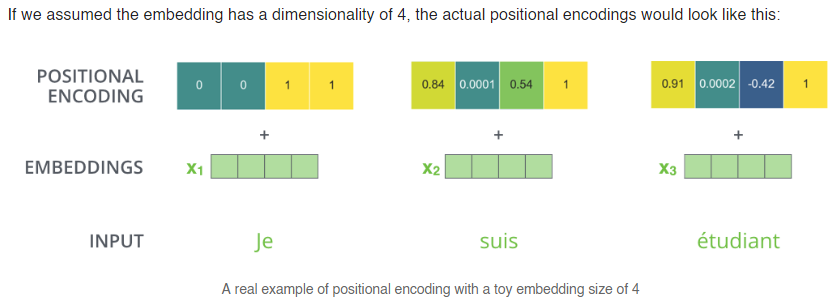 If we assumed the embedding has a dimensionality of 4, the actual positional encodings would look like this:
POSITIONAL ENCODING 0 0 1 1 0.84 0.0001 0.54 1 0.91 0.0002 -0.42 1
+ + +
EMBEDDINGS X1 X2 X3
INPUT Je suis étudiant
A real example of positional encoding with a toy embedding size of 4